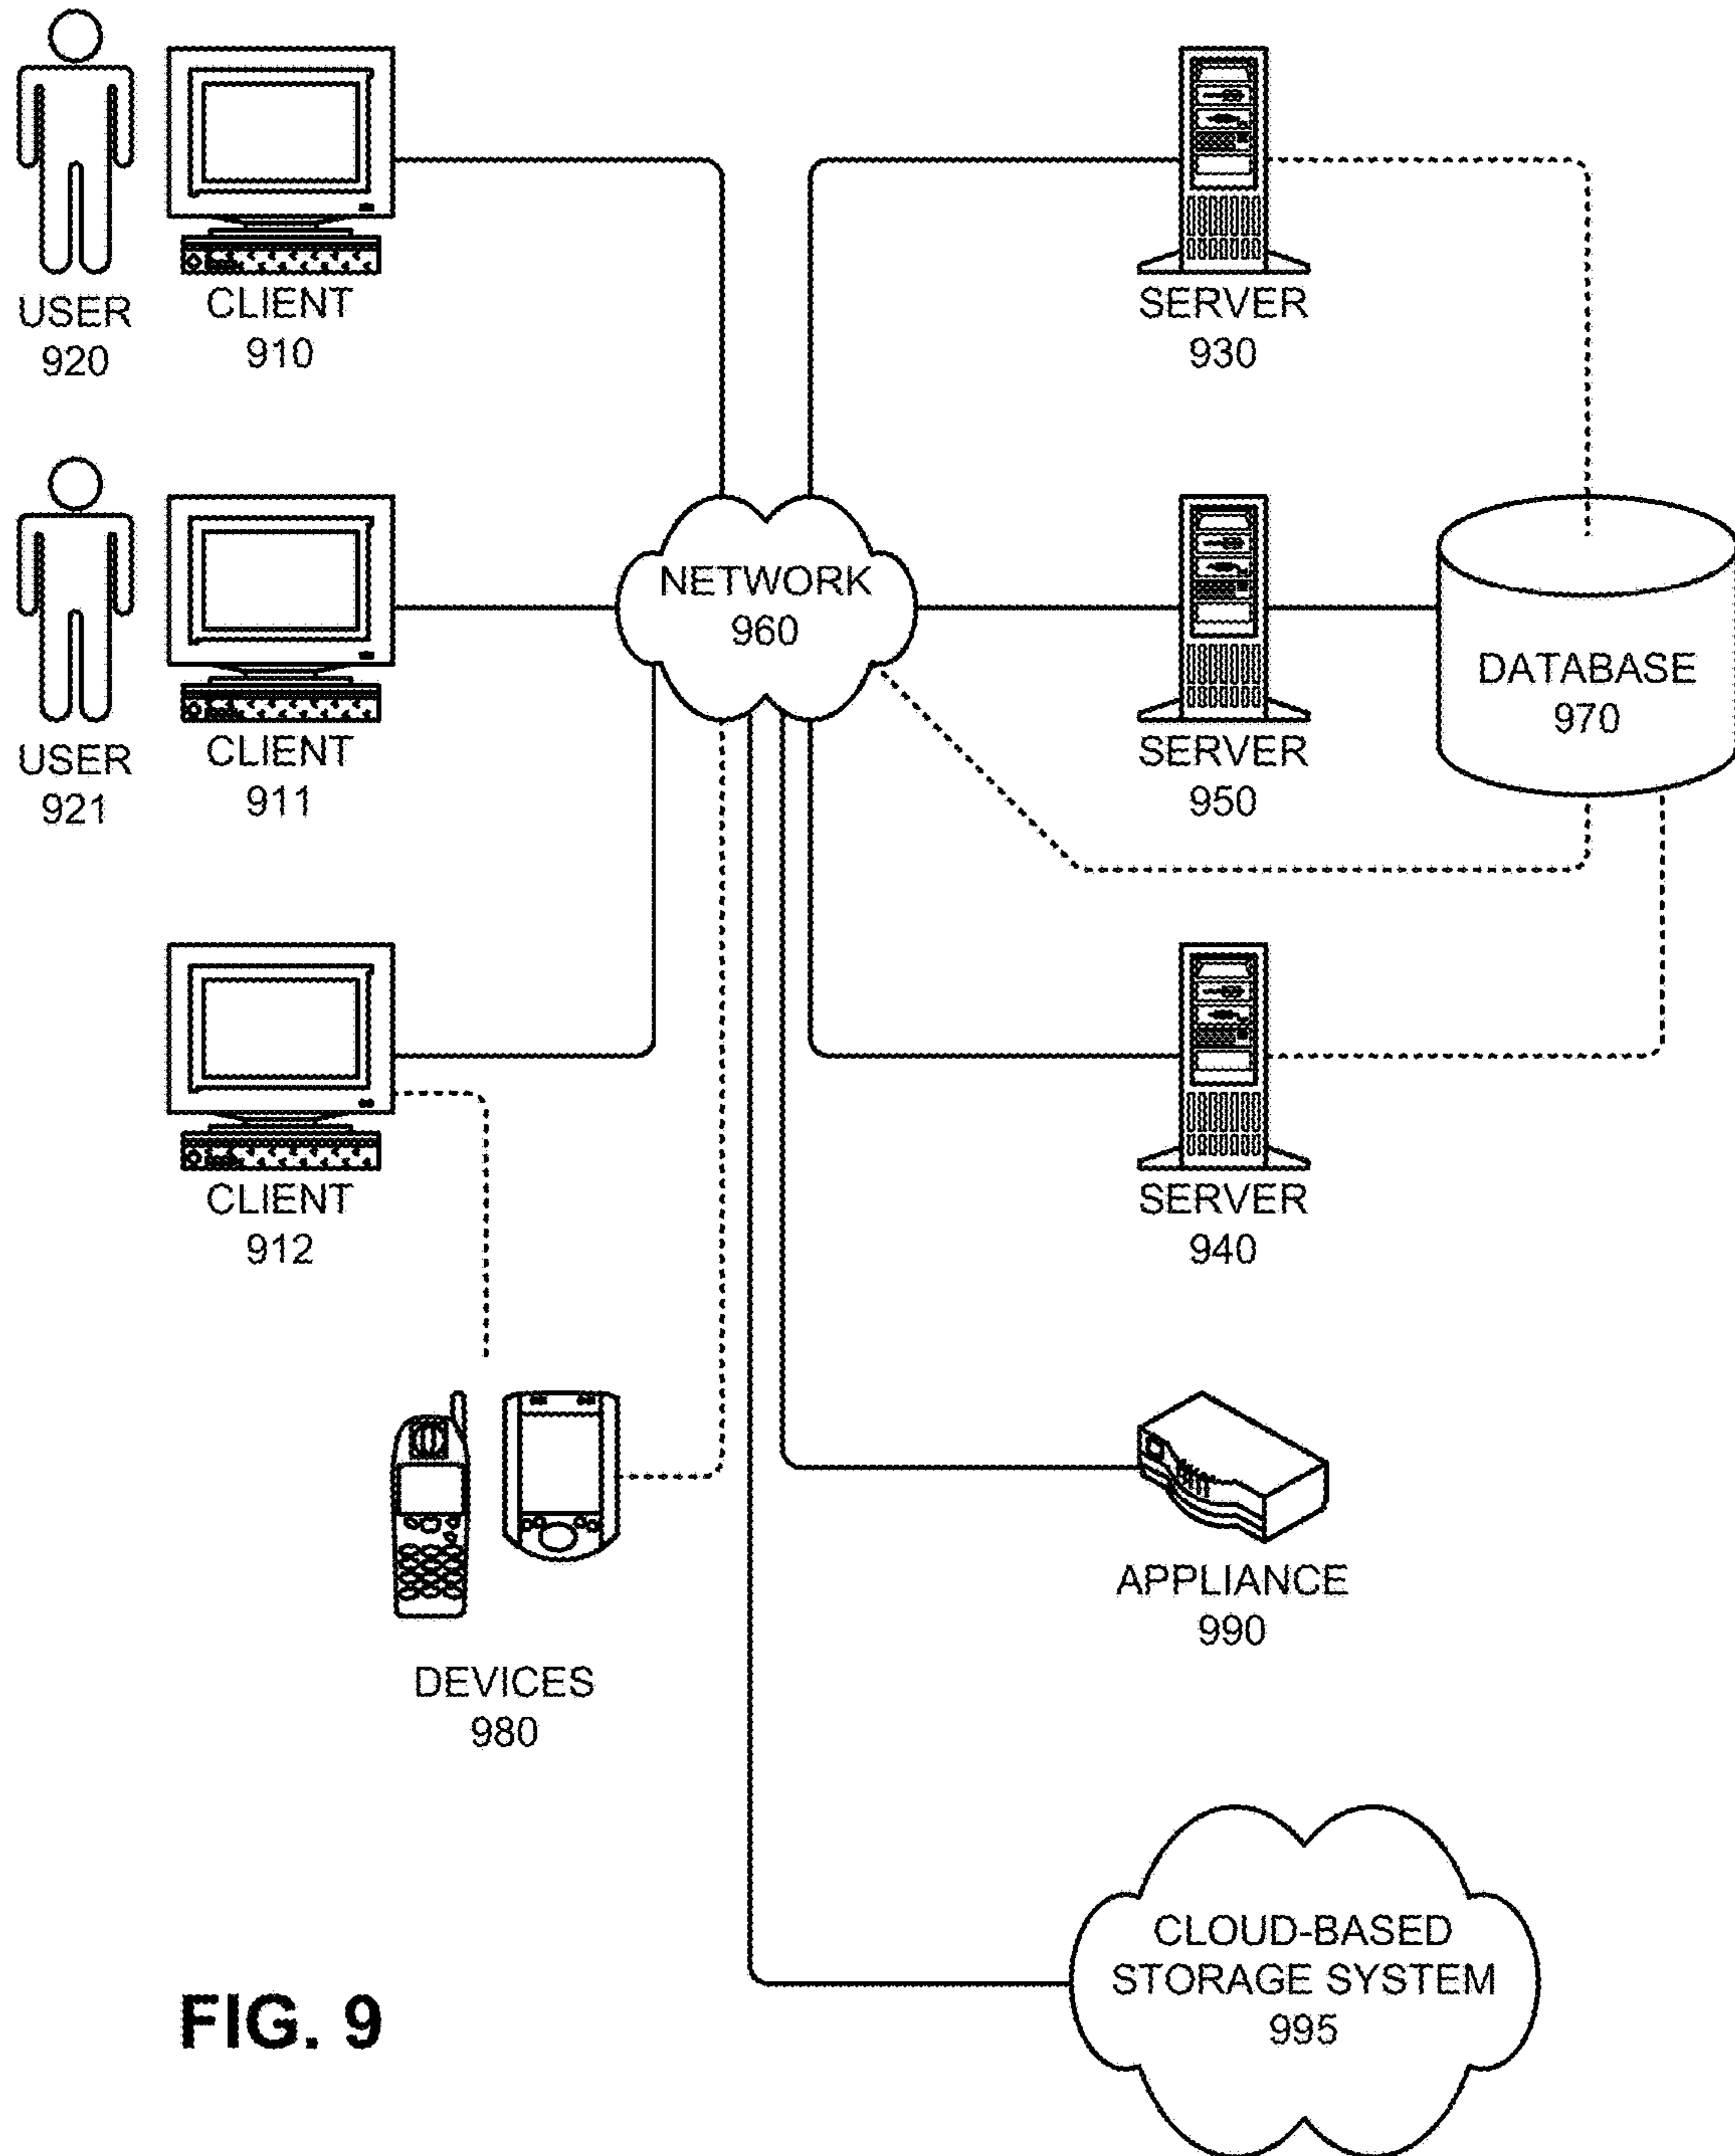 USER
920
CLIENT
910
SERVER
930
USER
921
CLIENT
911
NETWORK
960
SERVER
950
DATABASE
970
CLIENT
912
SERVER
940
DEVICES
980
APPLIANCE
990
CLOUD-BASED
STORAGE SYSTEM
995
FIG. 9